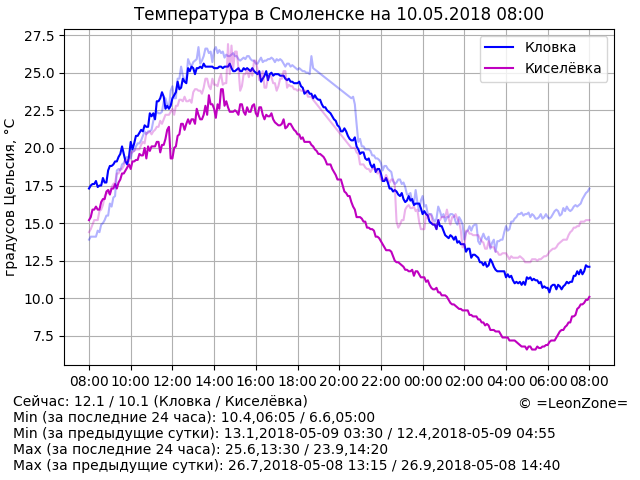 Температура в Смоленске на 10.05.2018 08:00
27.5
25.0
22.5
20.0
17.5
15.0
12.5
10.0
7.5
градусов Цельсия, °C
Кловка
Киселёвка
08:00 10:00 12:00 14:00 16:00 18:00 20:00 22:00 00:00 02:00 04:00 06:00 08:00
Сейчас: 12.1 / 10.1 (Кловка / Киселёвка)
© =LeonZone=
Min (за последние 24 часа): 10.4,06:05 / 6.6,05:00
Min (за предыдущие сутки): 13.1,2018-05-09 03:30 / 12.4,2018-05-09 04:55
Max (за последние 24 часа): 25.6,13:30 / 23.9,14:20
Max (за предыдущие сутки): 26.7,2018-05-08 13:15 / 26.9,2018-05-08 14:40